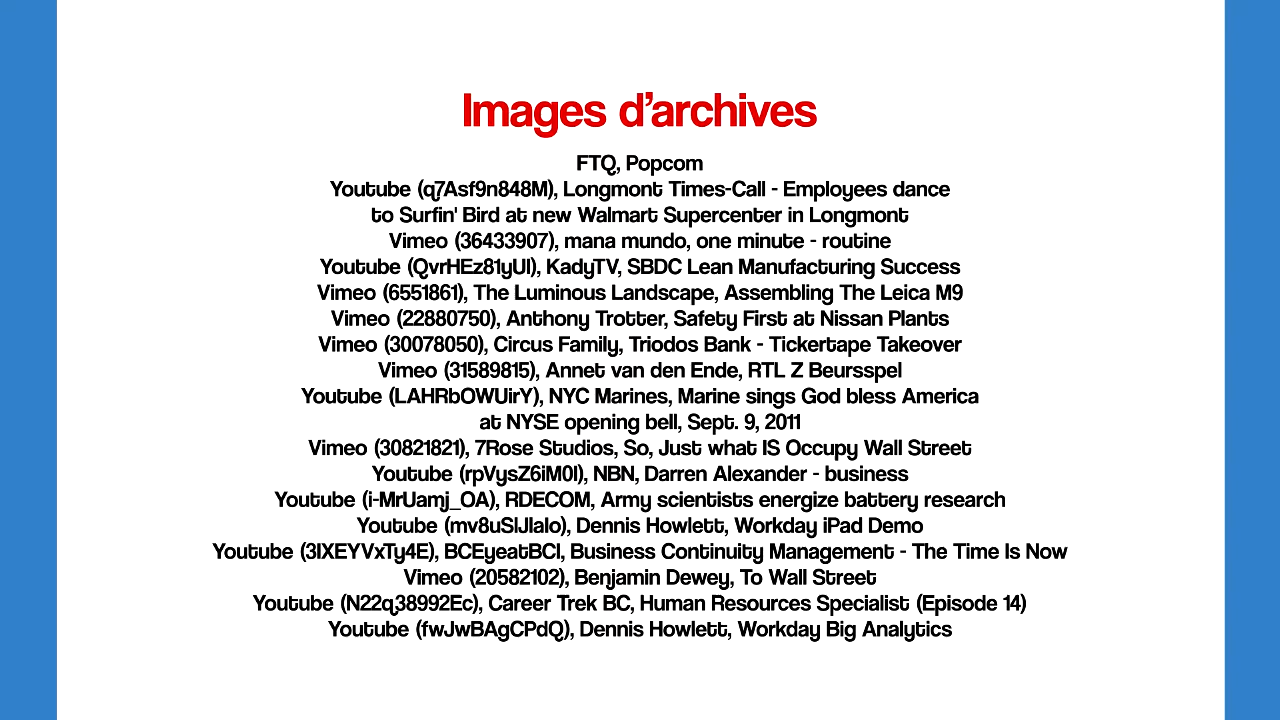 Images d'archives
FTQ, Popcom
Youtube (q7Asf9n848M), Longmont Times-Call - Employees dance
to Surfin' Bird at new Walmart Supercenter in Longmont
Vimeo (36433907), mana mundo, one minute - routine
Youtube (QvrHEz81yUI), KadyTV, SBDC Lean Manufacturing Success
Vimeo (6551861), The Luminous Landscape, Assembling The Leica M9
Vimeo (22880750), Anthony Trotter, Safety First at Nissan Plants
Vimeo (30078050), Circus Family, Triodos Bank - Tickertape Takeover
Vimeo (31589815), Annet van den Ende, RTL Z Beursspel
Youtube (LAHRbOWUirY), NYC Marines, Marine sings God bless America
at NYSE opening bell, Sept. 9, 2011
Vimeo (30821821), 7Rose Studios, So, Just what IS Occupy Wall Street
Youtube (rpVysZ6iM0I), NBN, Darren Alexander - business
Youtube (i-MrUamj_OA), RDECOM, Army scientists energize battery research
Youtube (mv8uSIJlaIo), Dennis Howlett, Workday iPad Demo
Youtube (3IXEYVxTy4E), BCEyeatBCI, Business Continuity Management - The Time Is Now
Vimeo (20582102), Benjamin Dewey, To Wall Street
Youtube (N22q38992Ec), Career Trek BC, Human Resources Specialist (Episode 14)
Youtube (fwJwBAgCPdQ), Dennis Howlett, Workday Big Analytics